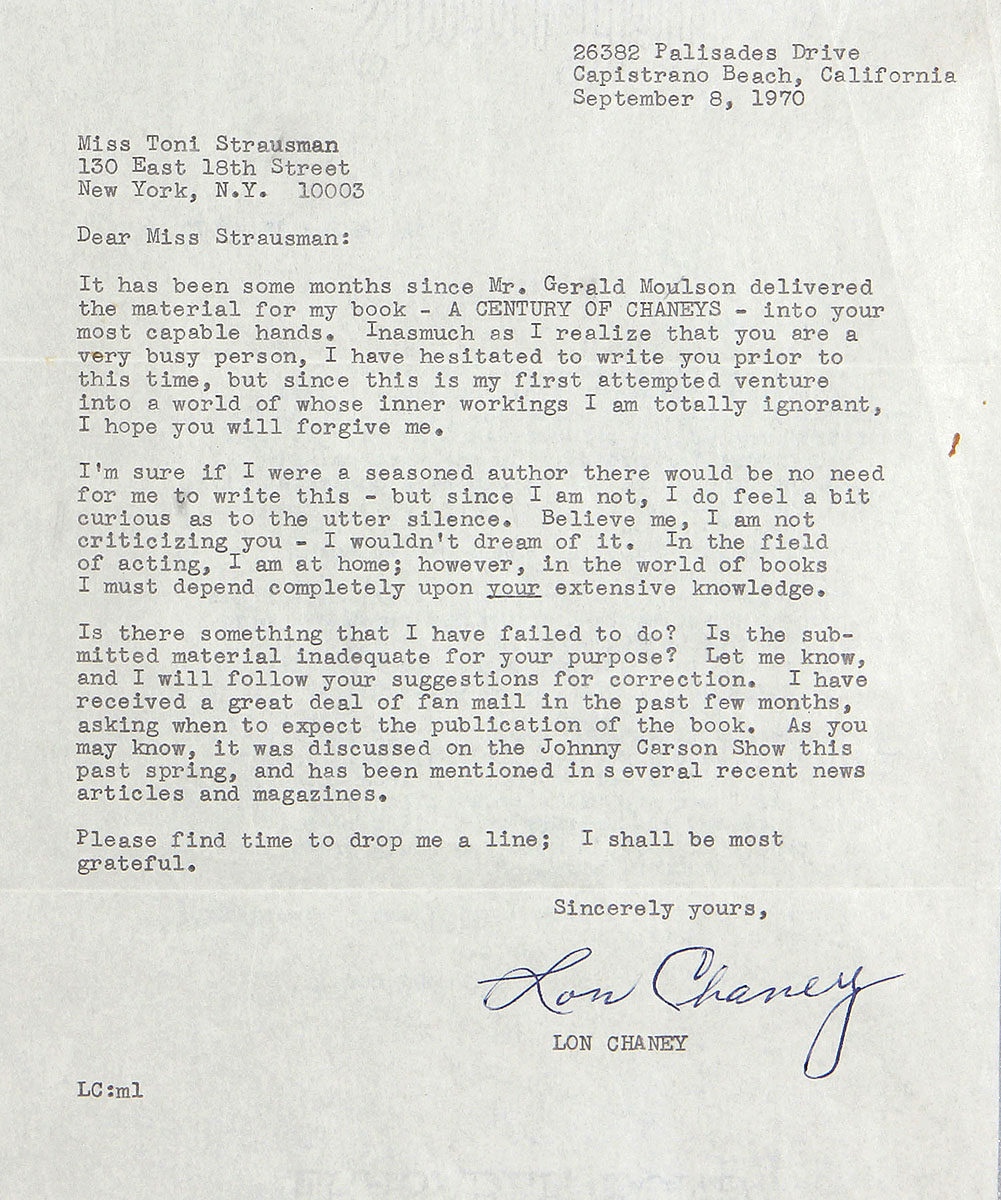 26382 Palisades Drive
Capistrano Beach, California
September 8, 1970
Miss Toni Strausman
130 East 18th Street
New York, N.Y.  10003
Dear Miss Strausman:
It has been some months since Mr. Gerald Moulson delivered
the material for my book - A CENTURY OF CHANEYS - into your
most capable hands.  Inasmuch as I realize that you are a
very busy person, I have hesitated to write you prior to
this time, but since this is my first attempted venture
into a world of whose inner workings I am totally ignorant,
I hope you will forgive me.
I'm sure if I were a seasoned author there would be no need
for me to write this - but since I am not, I do feel a bit
curious as to the utter silence.  Believe me, I am not
criticizing you - I wouldn't dream of it.  In the field
of acting, I am at home; however, in the world of books
I must depend completely upon your extensive knowledge.
Is there something that I have failed to do?  Is the sub-
mitted material inadequate for your purpose?  Let me know,
and I will follow your suggestions for correction.  I have
received a great deal of fan mail in the past few months,
asking when to expect the publication of the book.  As you
may know, it was discussed on the Johnny Carson Show this
past spring, and has been mentioned in several recent news
articles and magazines.
Please find time to drop me a line;  I shall be most
grateful.
Sincerely yours,
Lon Chaney
LON CHANEY
LC:ml